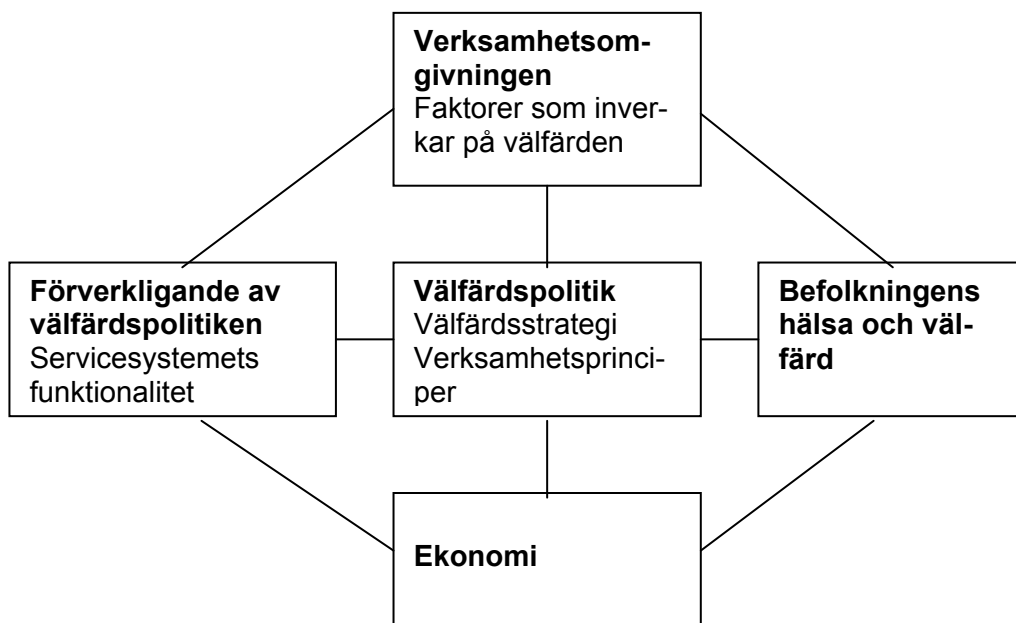 Verksamhetsom-
givningen
Faktorer som inver-
kar på välfärden
Förverkligande av
välfärdspolitiken
Servicesystemets
funktionalitet
Välfärdspolitik
Välfärdsstrategi
Verksamhetsprinci-
per
Befolkningens
hälsa och väl-
färd
Ekonomi